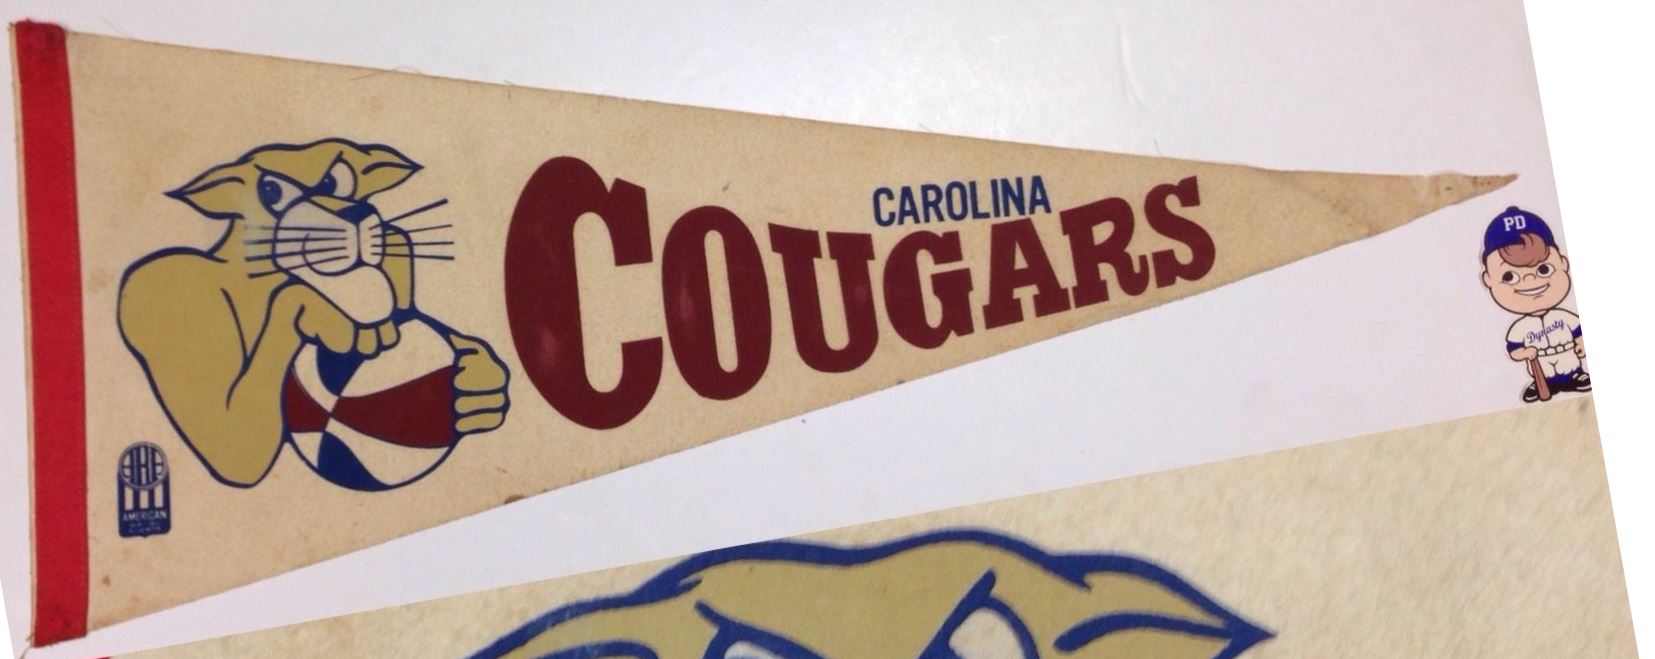 CAROLINA
COUGARS
ABA
AMERICAN
PD
Dynasty